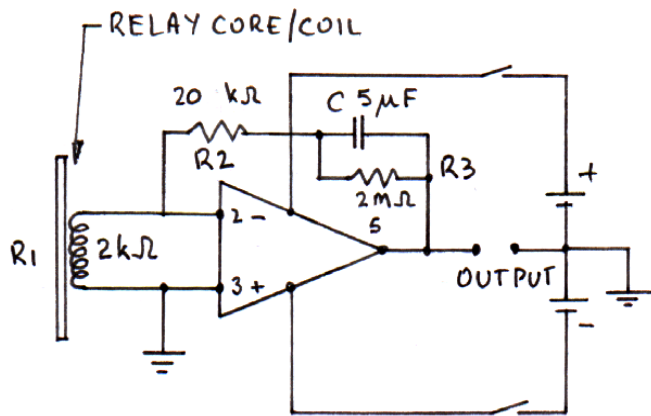 RELAY CORE/COIL
20 kΩ
R2
C 5μF
R3
2mΩ
5
R1
2kΩ
2 -
3 +
OUTPUT
+
-